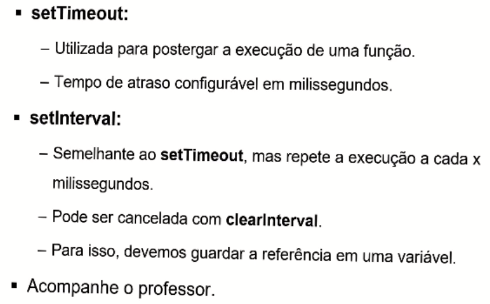 ▪ setTimeout:
– Utilizada para postergar a execução de uma função.
– Tempo de atraso configurável em milissegundos.
▪ setInterval:
– Semelhante ao setTimeout, mas repete a execução a cada x
milissegundos.
– Pode ser cancelada com clearInterval.
– Para isso, devemos guardar a referência em uma variável.
▪ Acompanhe o professor.